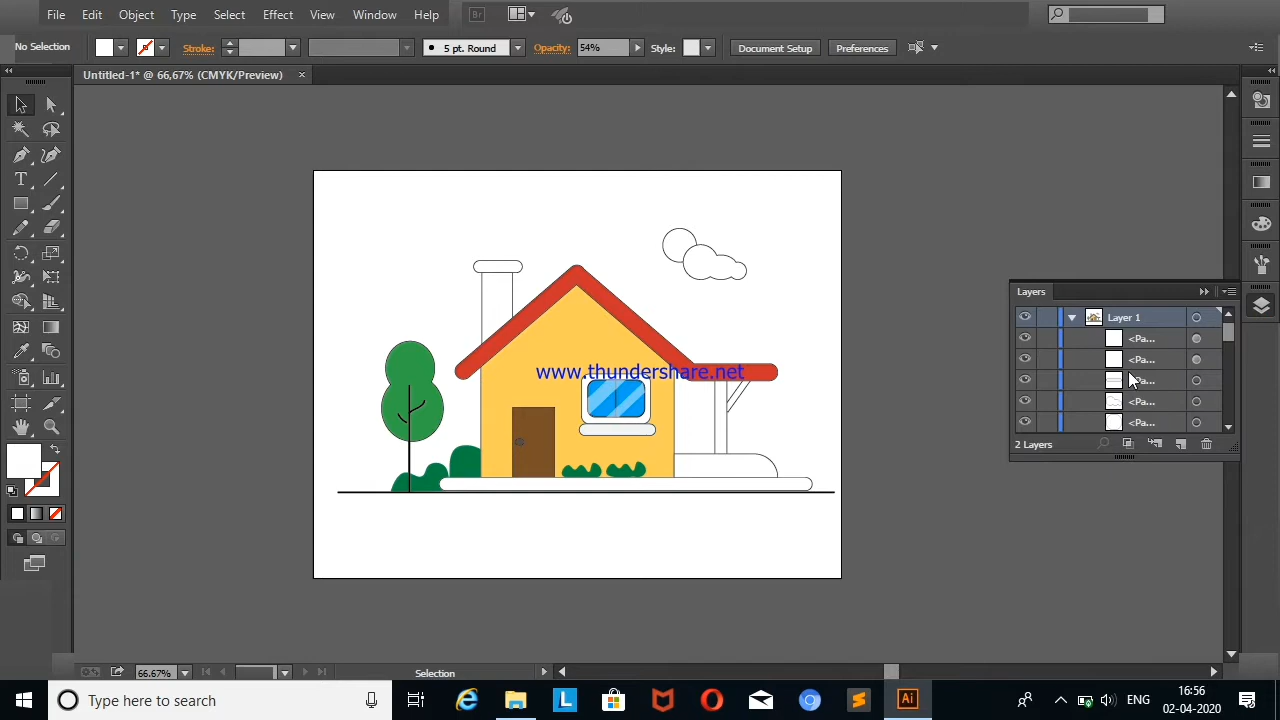 File Edit Object Type Select Effect View Window Help Br
No Selection Stroke: 5 pt. Round Opacity: 54% Style: Document Setup Preferences
Untitled-1* @ 66,67% (CMYK/Preview)
www.thundershare.net
Layers
Layer 1
<Pa...
<Pa...
<Pa...
<Pa...
2 Layers
66.67% Selection
Type here to search
Ai
ENG
16:56
02-04-2020